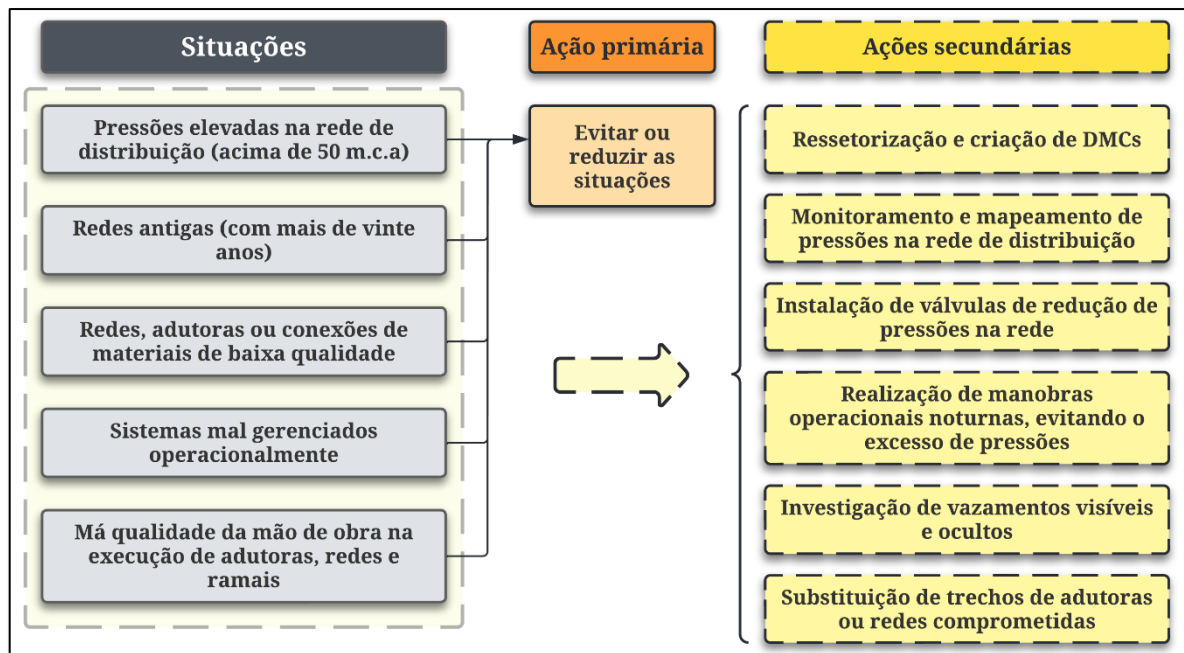 Situações
Pressões elevadas na rede de
distribuição (acima de 50 m.c.a)
Redes antigas (com mais de vinte
anos)
Redes, adutoras ou conexões de
materiais de baixa qualidade
Sistemas mal gerenciados
operacionalmente
Má qualidade da mão de obra na
execução de adutoras, redes e
ramais
Ação primária
Evitar ou
reduzir as
situações
Ações secundárias
Ressetorização e criação de DMCs
Monitoramento e mapeamento de
pressões na rede de distribuição
Instalação de válvulas de redução de
pressões na rede
Realização de manobras
operacionais noturnas, evitando o
excesso de pressões
Investigação de vazamentos visíveis
e ocultos
Substituição de trechos de adutoras
ou redes comprometidas